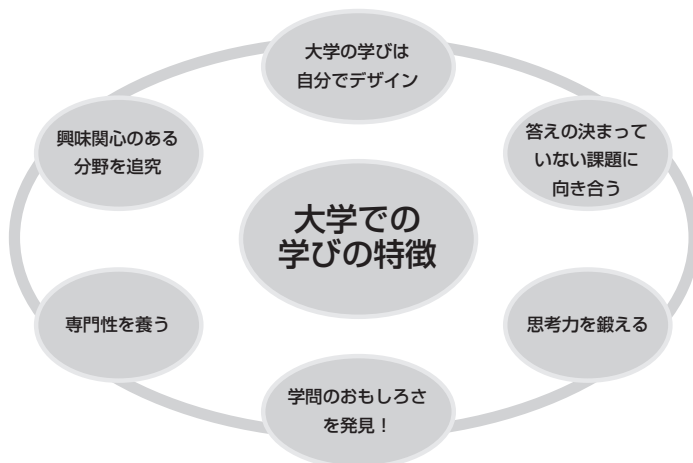 大学の学びは
自分でデザイン
興味関心のある
分野を追究
答えの決まって
いない課題に
向き合う
大学での
学びの特徴
専門性を養う
思考力を鍛える
学問のおもしろさ
を発見！